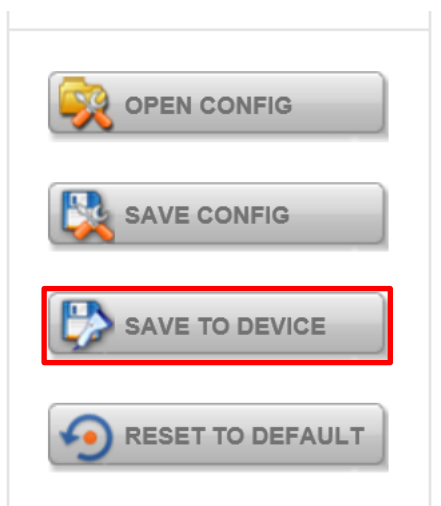 OPEN CONFIG
SAVE CONFIG
SAVE TO DEVICE
RESET TO DEFAULT